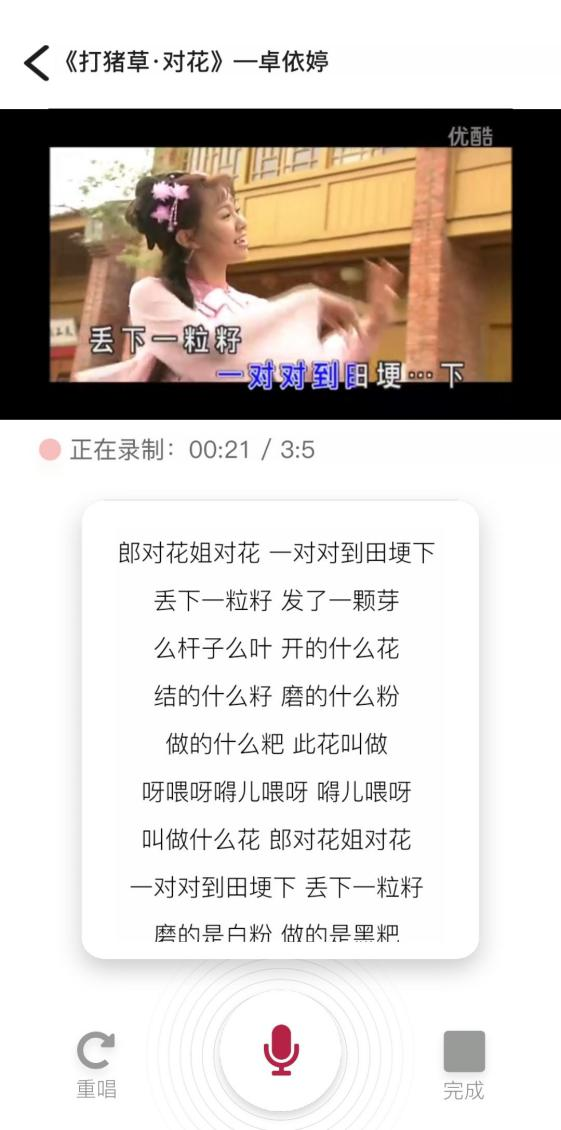 《打猪草·对花》—卓依婷
优酷
丢下一粒籽
一对对到田埂…下
正在录制：00:21 / 3:5
郎对花姐对花 一对对到田埂下
丢下一粒籽 发了一颗芽
么杆子么叶 开的什么花
结的什么籽 磨的什么粉
做的什么粑 此花叫做
呀喂呀嘚儿喂呀 嘚儿喂呀
叫做什么花 郎对花姐对花
一对对到田埂下 丢下一粒籽
磨的是白粉 做的是黑粑
重唱
完成